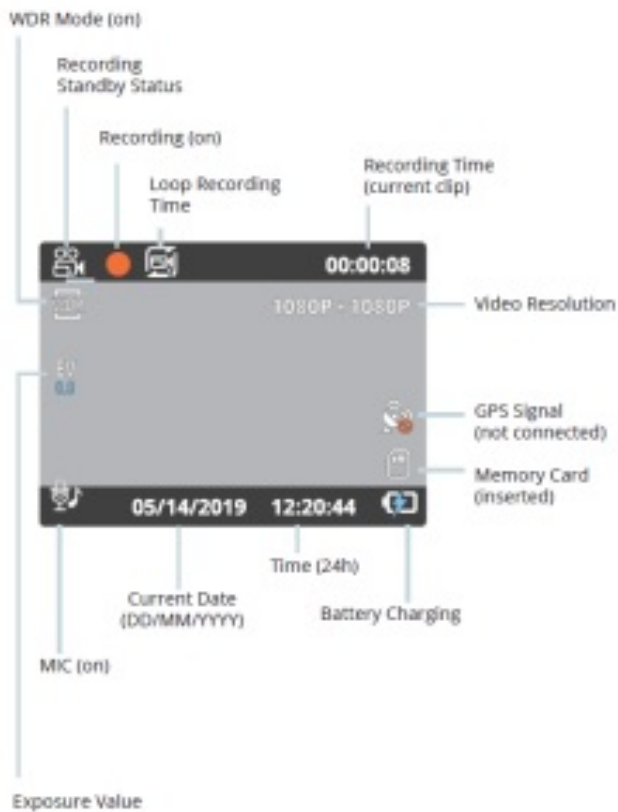 WDR Mode (on)
Recording
Standby Status
Recording (on)
Loop Recording
Time
Recording Time
(current clip)
00:00:08
1080P - 1080P
Video Resolution
EV
0.0
GPS Signal
(not connected)
Memory Card
(inserted)
05/14/2019 12:20:44
Time (24h)
Current Date
(DD/MM/YYYY)
Battery Charging
MIC (on)
Exposure Value